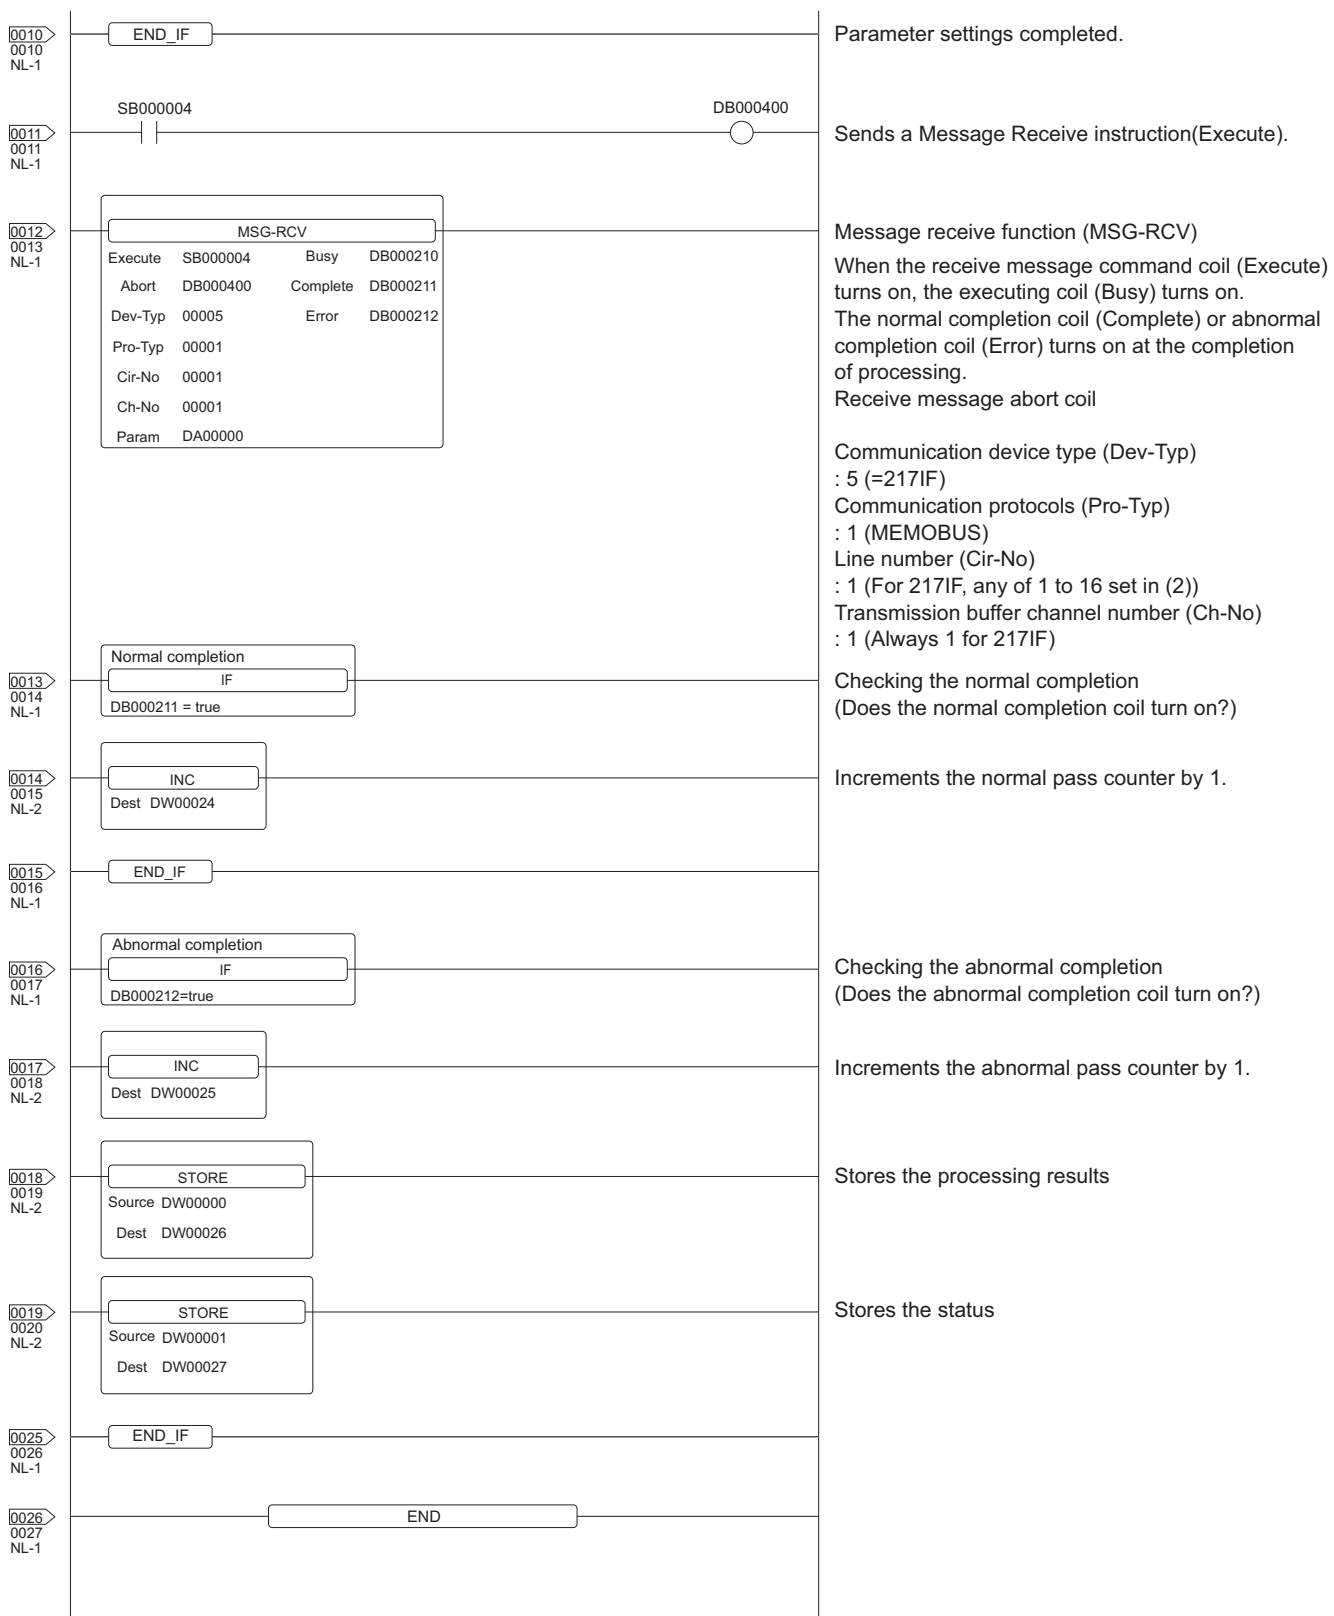 0010
0010
NL-1
END_IF
Parameter settings completed.
SB000004
DB000400
0011
0011
NL-1
Sends a Message Receive instruction(Execute).
0012
0013
NL-1
MSG-RCV
Execute SB000004 Busy DB000210
Abort DB000400 Complete DB000211
Dev-Typ 00005 Error DB000212
Pro-Typ 00001
Cir-No 00001
Ch-No 00001
Param DA00000
Message receive function (MSG-RCV)
When the receive message command coil (Execute)
turns on, the executing coil (Busy) turns on.
The normal completion coil (Complete) or abnormal
completion coil (Error) turns on at the completion
of processing.
Receive message abort coil
Communication device type (Dev-Typ)
: 5 (=217IF)
Communication protocols (Pro-Typ)
: 1 (MEMOBUS)
Line number (Cir-No)
: 1 (For 217IF, any of 1 to 16 set in (2))
Transmission buffer channel number (Ch-No)
: 1 (Always 1 for 217IF)
0013
0014
NL-1
Normal completion
IF
DB000211 = true
Checking the normal completion
(Does the normal completion coil turn on?)
0014
0015
NL-2
INC
Dest DW00024
Increments the normal pass counter by 1.
0015
0016
NL-1
END_IF
0016
0017
NL-1
Abnormal completion
IF
DB000212=true
Checking the abnormal completion
(Does the abnormal completion coil turn on?)
0017
0018
NL-2
INC
Dest DW00025
Increments the abnormal pass counter by 1.
0018
0019
NL-2
STORE
Source DW00000
Dest DW00026
Stores the processing results
0019
0020
NL-2
STORE
Source DW00001
Dest DW00027
Stores the status
0025
0026
NL-1
END_IF
0026
0027
NL-1
END